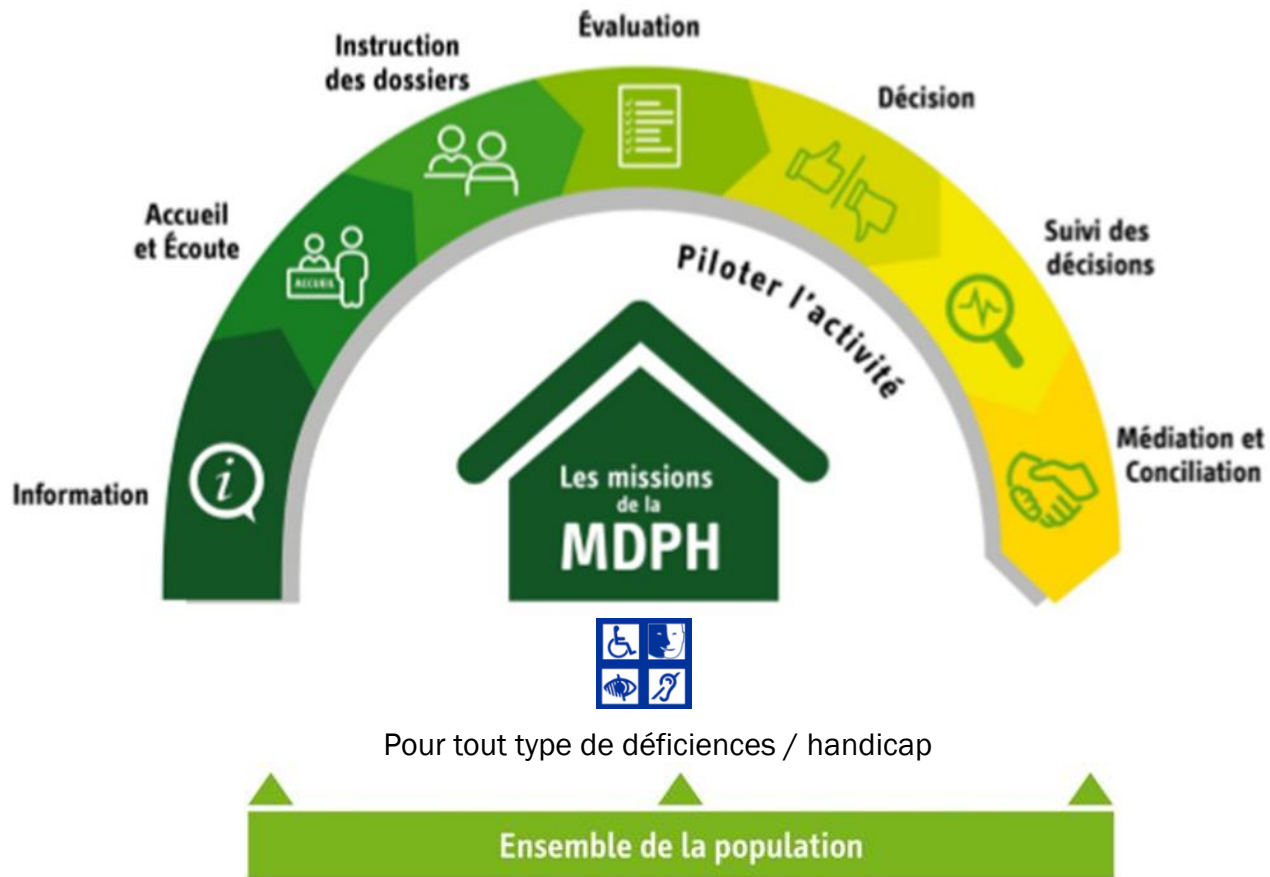 Évaluation
Instruction
des dossiers
Décision
Accueil
et Écoute
ACCUEIL
Suivi des
décisions
Piloter l'activité
Médiation et
Conciliation
Information
i
Les missions
de la
MDPH
Pour tout type de déficiences / handicap
Ensemble de la population